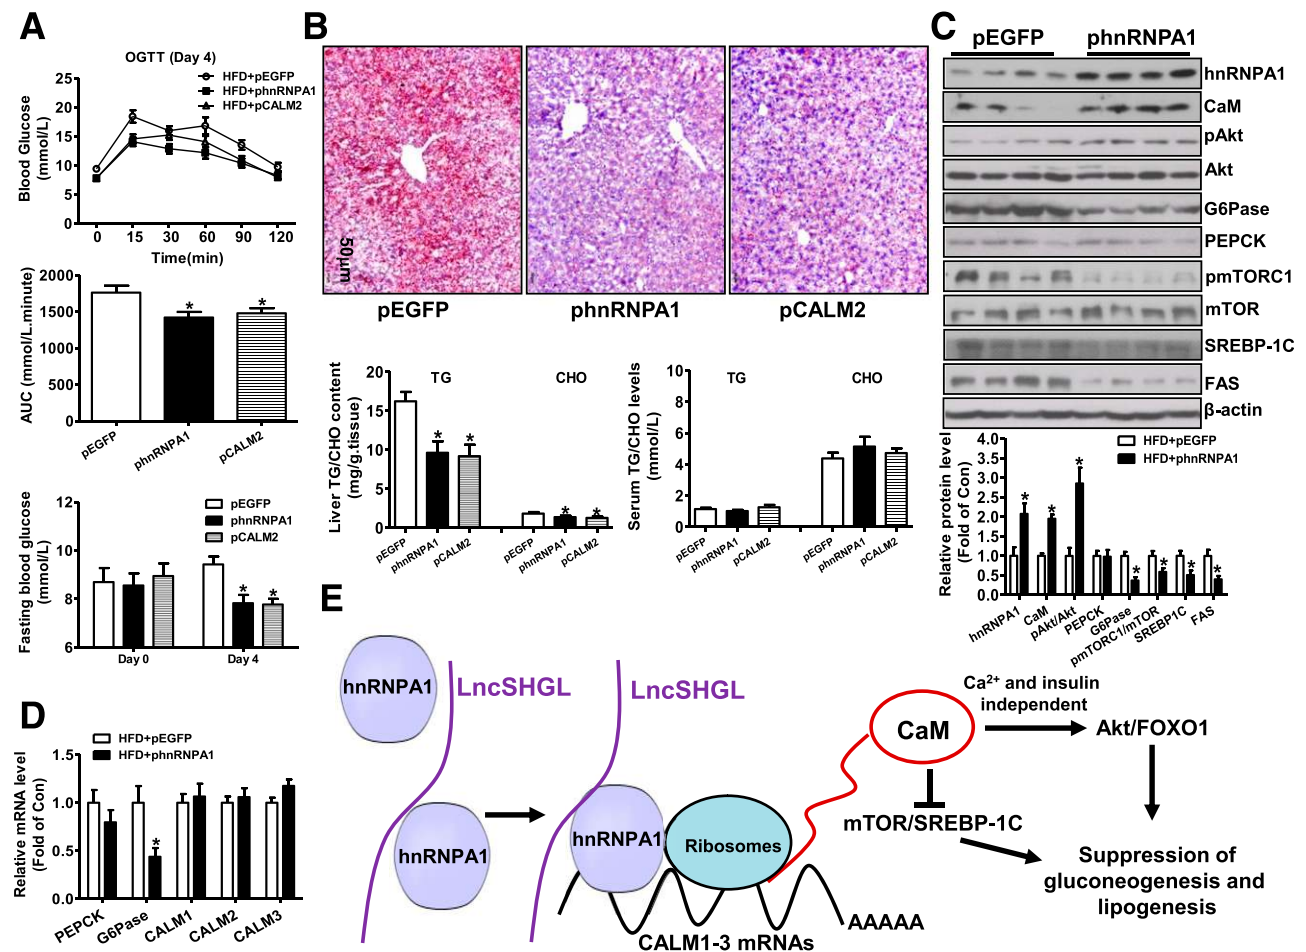 A
OGTT (Day 4)
HFD+pEGFP
HFD+phnRNPA1
HFD+pCALM2
Blood Glucose
(mmol/L)
25
20
15
10
5
0
0 15 30 60 90 120
Time(min)
AUC (mmol/L.minute)
2000
1500
1000
500
0
pEGFP phnRNPA1 pCALM2
* *
Fasting blood glucose
(mmol/L)
12
10
8
6
pEGFP
phnRNPA1
pCALM2
* *
Day 0 Day 4
B
50μm
pEGFP phnRNPA1 pCALM2
Liver TG/CHO content
(mg/g.tissue)
20
15
10
5
0
TG CHO
* * * *
pEGFP phnRNPA1 pCALM2 pEGFP phnRNPA1 pCALM2
Serum TG/CHO levels
(mmol/L)
10
8
6
4
2
0
TG CHO
pEGFP phnRNPA1 pCALM2 pEGFP phnRNPA1 pCALM2
C
pEGFP phnRNPA1
hnRNPA1
CaM
pAkt
Akt
G6Pase
PEPCK
pmTORC1
mTOR
SREBP-1C
FAS
β-actin
Relative protein level
(Fold of Con)
4.0
3.5
3.0
2.5
2.0
1.5
1.0
0.5
0.0
HFD+pEGFP
HFD+phnRNPA1
* * * * * * *
hnRNPA1 CaM pAkt/Akt PEPCK G6Pase pmTORC1/mTOR SREBP1C FAS
D
HFD+pEGFP
HFD+phnRNPA1
Relative mRNA level
(Fold of Con)
1.5
1.0
0.5
0.0
*
PEPCK G6Pase CALM1 CALM2 CALM3
E
hnRNPA1
LncSHGL
hnRNPA1
LncSHGL
hnRNPA1
Ribosomes
CALM1-3 mRNAs
AAAAA
CaM
Ca²⁺ and insulin
independent
Akt/FOXO1
mTOR/SREBP-1C
Suppression of
gluconeogenesis and
lipogenesis